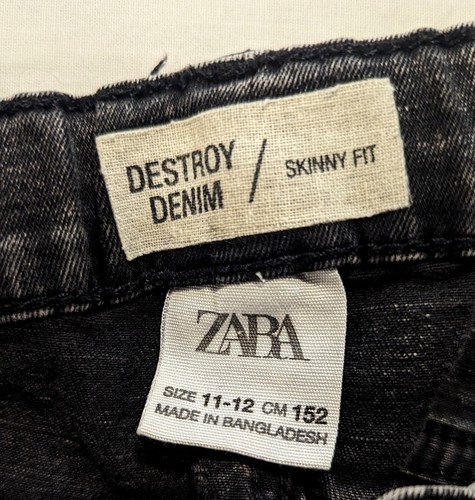 DESTROY
DENIM / SKINNY FIT
ZARA
SIZE 11-12 CM 152
MADE IN BANGLADESH